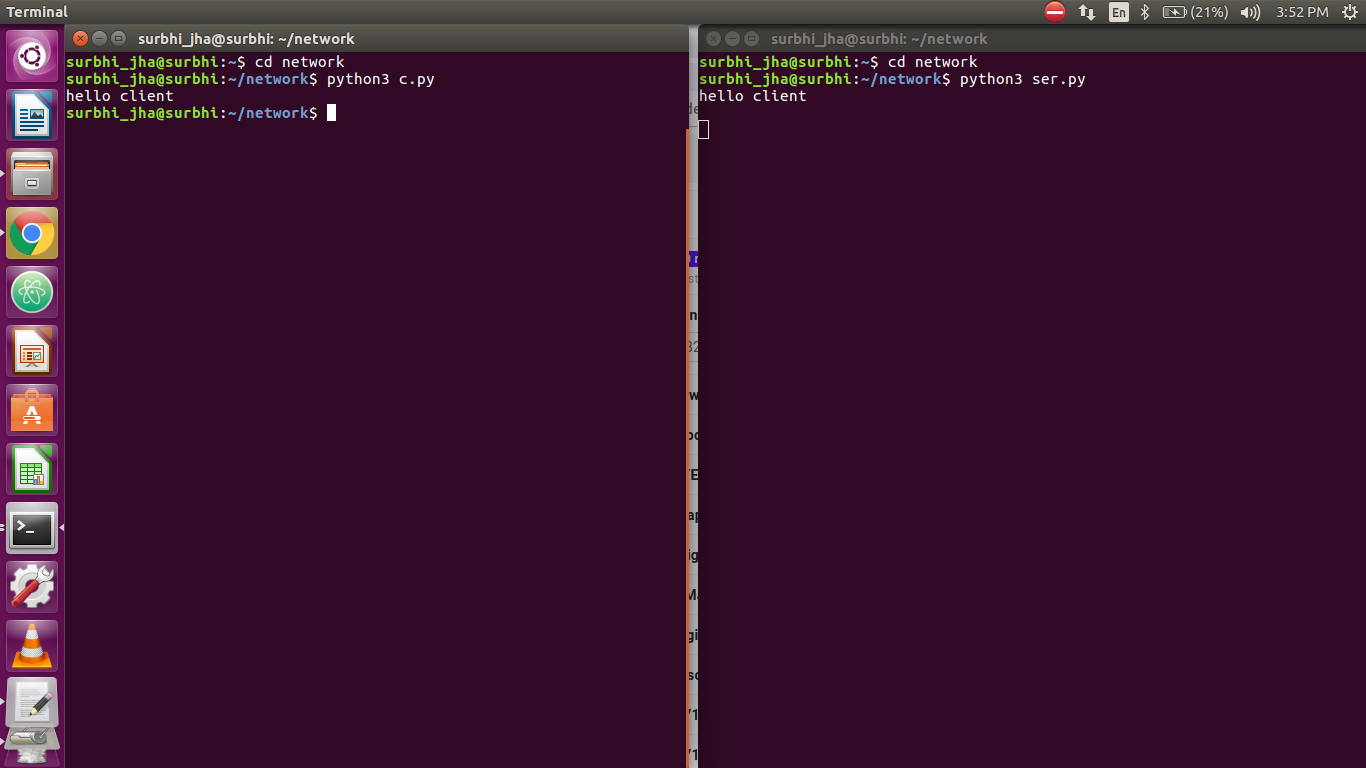 Terminal
En
(21%)
3:52 PM
surbhi_jha@surbhi: ~/network
surbhi_jha@surbhi:~$ cd network
surbhi_jha@surbhi:~/network$ python3 c.py
hello client
surbhi_jha@surbhi:~/network$
surbhi_jha@surbhi: ~/network
surbhi_jha@surbhi:~$ cd network
surbhi_jha@surbhi:~/network$ python3 ser.py
hello client